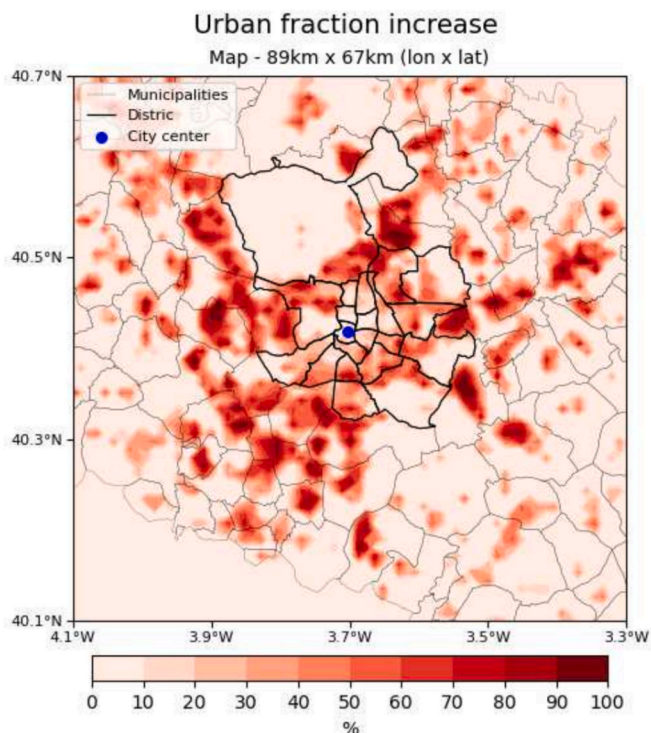 Urban fraction increase
Map - 89km x 67km (lon x lat)
40.7°N
Municipalities
Distric
City center
40.5°N
40.3°N
40.1°N
4.1°W 3.9°W 3.7°W 3.5°W 3.3°W
0 10 20 30 40 50 60 70 80 90 100
%